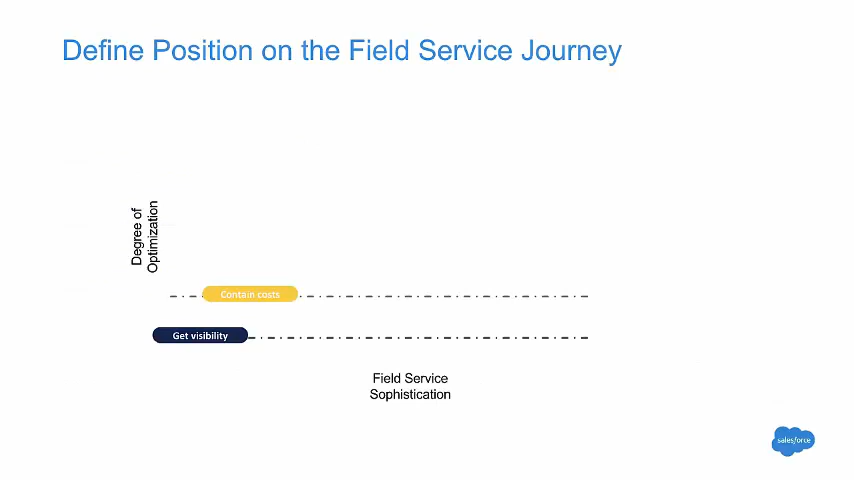 Define Position on the Field Service Journey
Degree of
Optimization
Contain costs
Get visibility
Field Service
Sophistication
salesforce